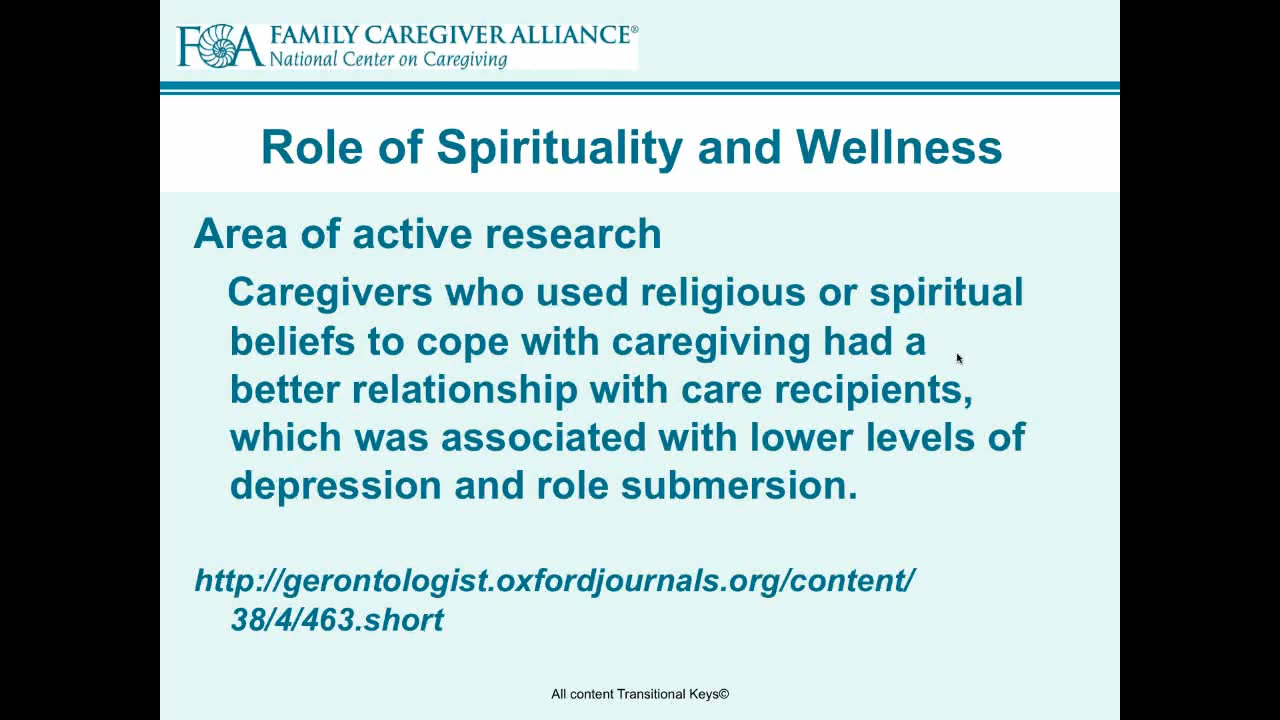 FCA FAMILY CAREGIVER ALLIANCE®
National Center on Caregiving
Role of Spirituality and Wellness
Area of active research
Caregivers who used religious or spiritual
beliefs to cope with caregiving had a
better relationship with care recipients,
which was associated with lower levels of
depression and role submersion.
http://gerontologist.oxfordjournals.org/content/
38/4/463.short
All content Transitional Keys©